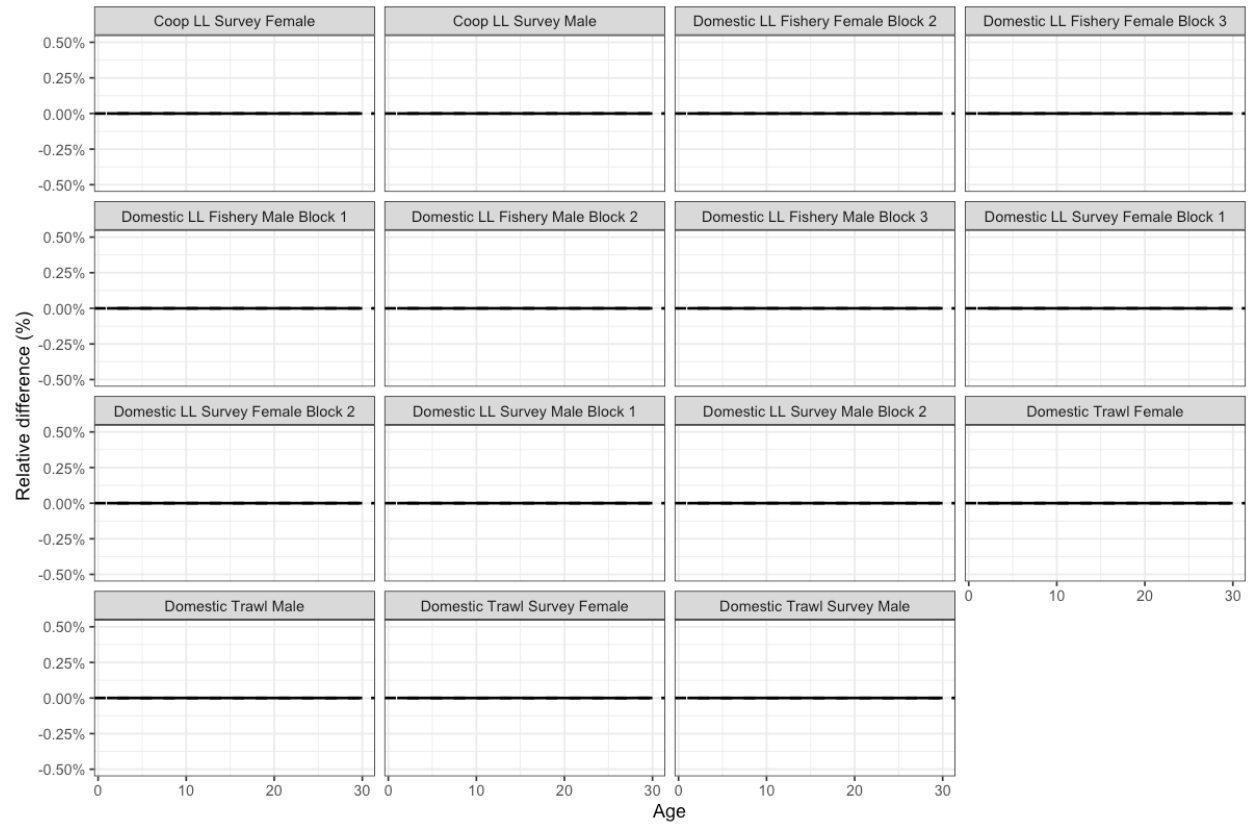 Coop LL Survey Female
Coop LL Survey Male
Domestic LL Fishery Female Block 2
Domestic LL Fishery Female Block 3
0.50%
0.25%
0.00%
-0.25%
-0.50%
Domestic LL Fishery Male Block 1
Domestic LL Fishery Male Block 2
Domestic LL Fishery Male Block 3
Domestic LL Survey Female Block 1
0.50%
0.25%
0.00%
-0.25%
-0.50%
Relative difference (%)
Domestic LL Survey Female Block 2
Domestic LL Survey Male Block 1
Domestic LL Survey Male Block 2
Domestic Trawl Female
0.50%
0.25%
0.00%
-0.25%
-0.50%
0 10 20 30
Domestic Trawl Male
Domestic Trawl Survey Female
Domestic Trawl Survey Male
0.50%
0.25%
0.00%
-0.25%
-0.50%
0 10 20 30
0 10 20 30
0 10 20 30
Age